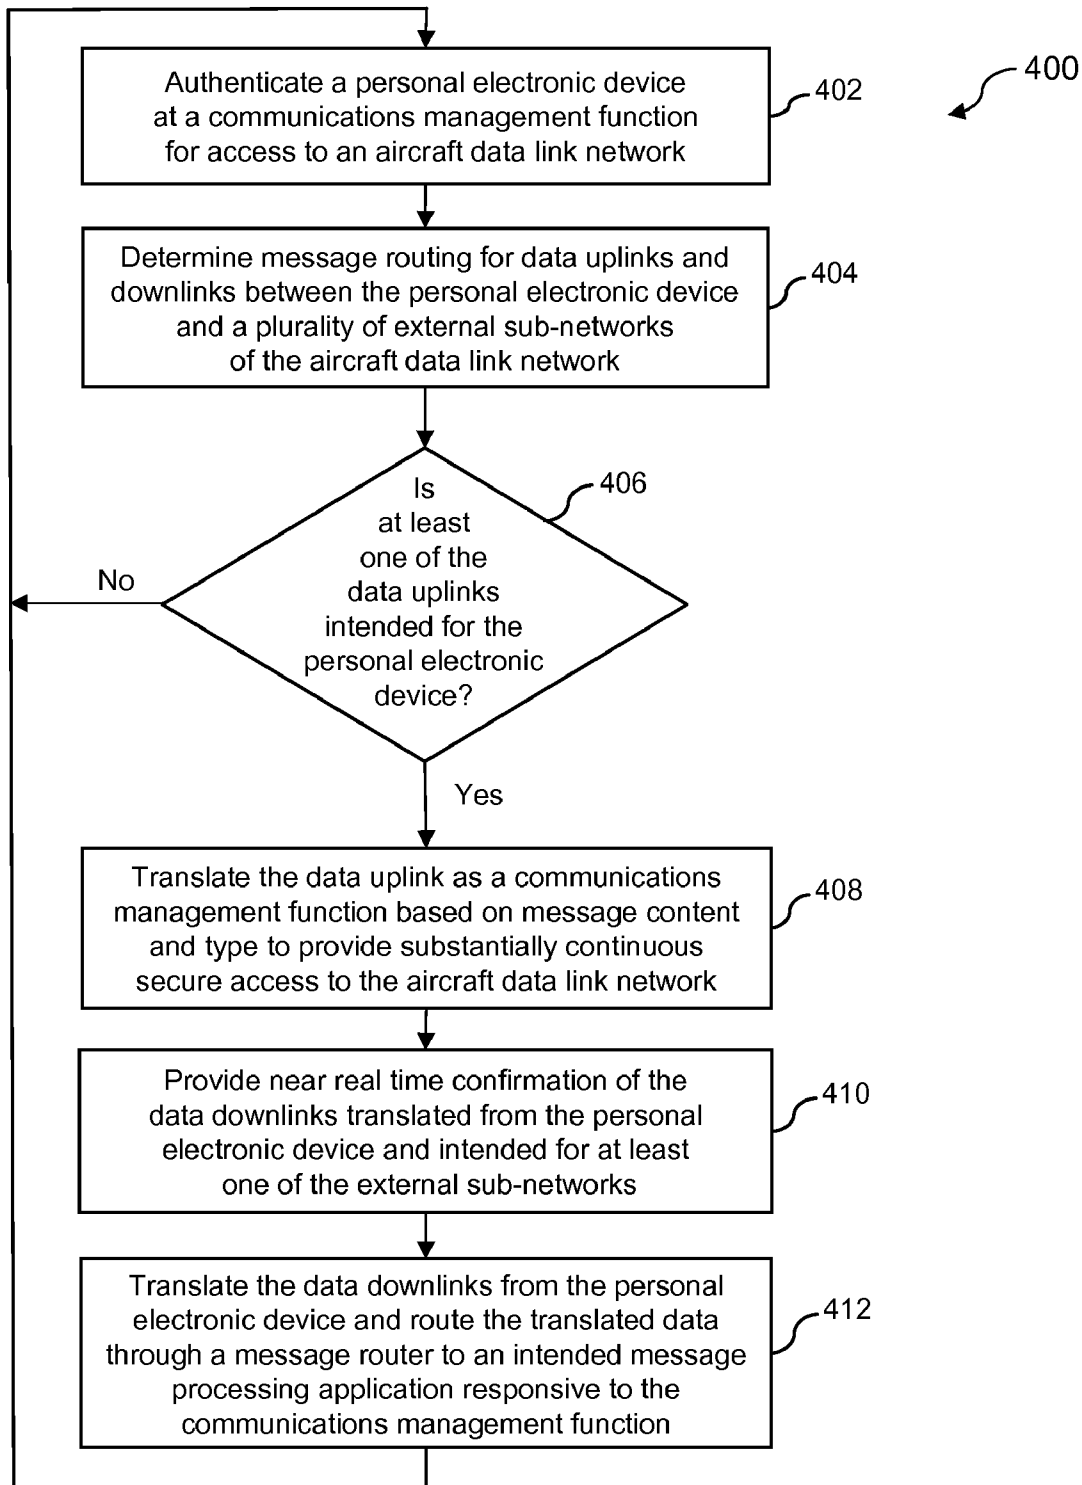 400
Authenticate a personal electronic device
at a communications management function
for access to an aircraft data link network
402
Determine message routing for data uplinks and
downlinks between the personal electronic device
and a plurality of external sub-networks
of the aircraft data link network
404
Is
at least
one of the
data uplinks
intended for the
personal electronic
device?
406
No
Yes
Translate the data uplink as a communications
management function based on message content
and type to provide substantially continuous
secure access to the aircraft data link network
408
Provide near real time confirmation of the
data downlinks translated from the personal
electronic device and intended for at least
one of the external sub-networks
410
Translate the data downlinks from the personal
electronic device and route the translated data
through a message router to an intended message
processing application responsive to the
communications management function
412